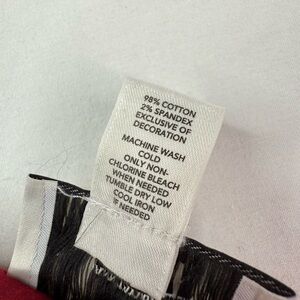 98% COTTON
2% SPANDEX
EXCLUSIVE OF
DECORATION
MACHINE WASH
COLD
ONLY NON-
CHLORINE BLEACH
WHEN NEEDED
TUMBLE DRY LOW
COOL IRON
IF NEEDED